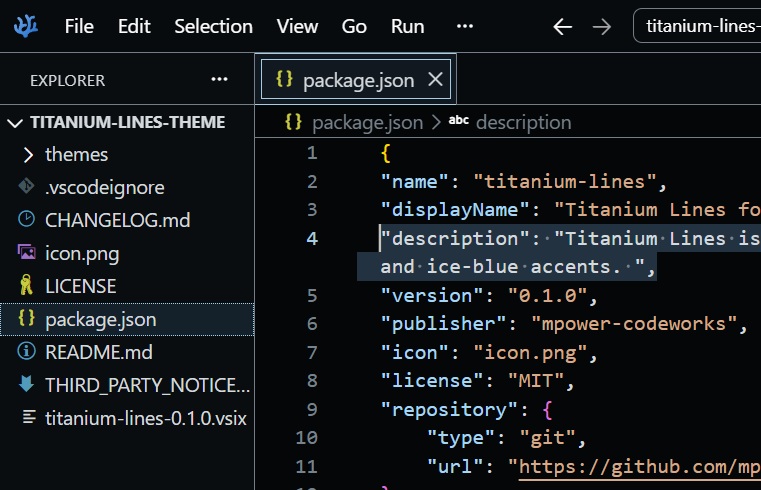 File Edit Selection View Go Run ···
titanium-lines-
EXPLORER ···
package.json
TITANIUM-LINES-THEME
themes
.vscodeignore
CHANGELOG.md
icon.png
LICENSE
package.json
README.md
THIRD_PARTY_NOTICE...
titanium-lines-0.1.0.vsix
{} package.json > abc description
1 {
2 "name": "titanium-lines",
3 "displayName": "Titanium Lines fo
4 "description":·"Titanium·Lines·is
and·ice-blue·accents.·",
5 "version": "0.1.0",
6 "publisher": "mpower-codeworks",
7 "icon": "icon.png",
8 "license": "MIT",
9 "repository": {
10 "type": "git",
11 "url": "https://github.com/mp